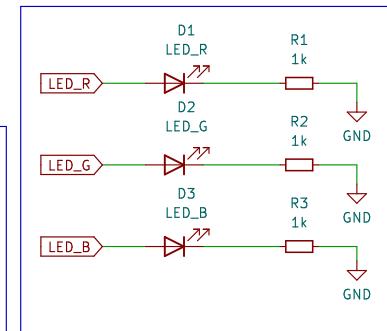 D1
LED_R
R1
1k
LED_R
GND
D2
LED_G
R2
1k
LED_G
GND
D3
LED_B
R3
1k
LED_B
GND